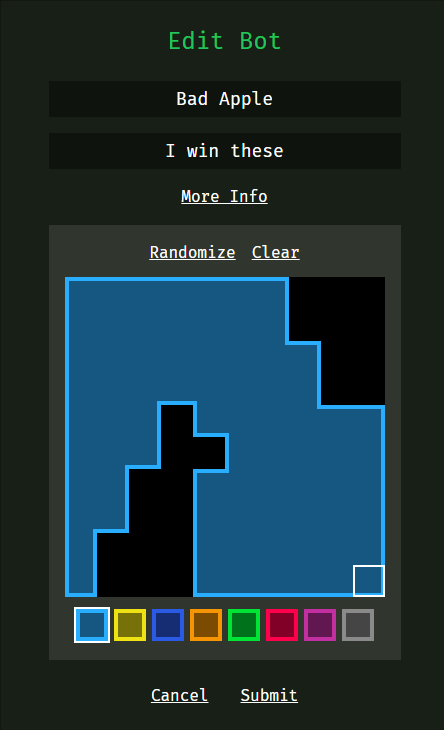 Edit Bot
Bad Apple
I win these
More Info
Randomize Clear
Cancel Submit